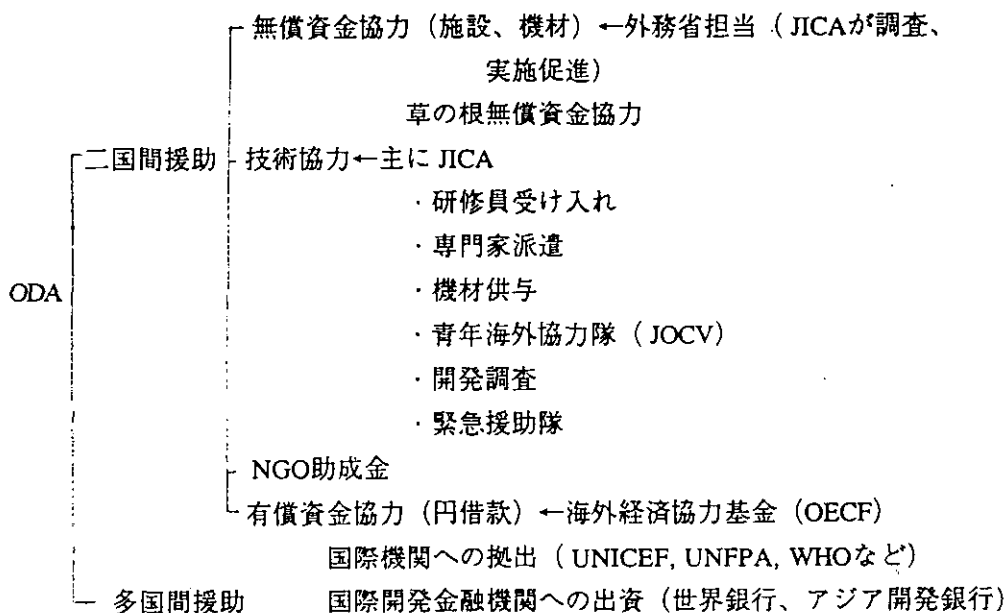 無償資金協力（施設、機材）←外務省担当（JICAが調査、
実施促進）
草の根無償資金協力
二国間援助 技術協力←主に JICA
・研修員受け入れ
・専門家派遣
ODA ・機材供与
・青年海外協力隊（JOCV）
・開発調査
・緊急援助隊
NGO助成金
有償資金協力（円借款）←海外経済協力基金（OECF）
国際機関への拠出（UNICEF, UNFPA, WHOなど）
多国間援助 国際開発金融機関への出資（世界銀行、アジア開発銀行）